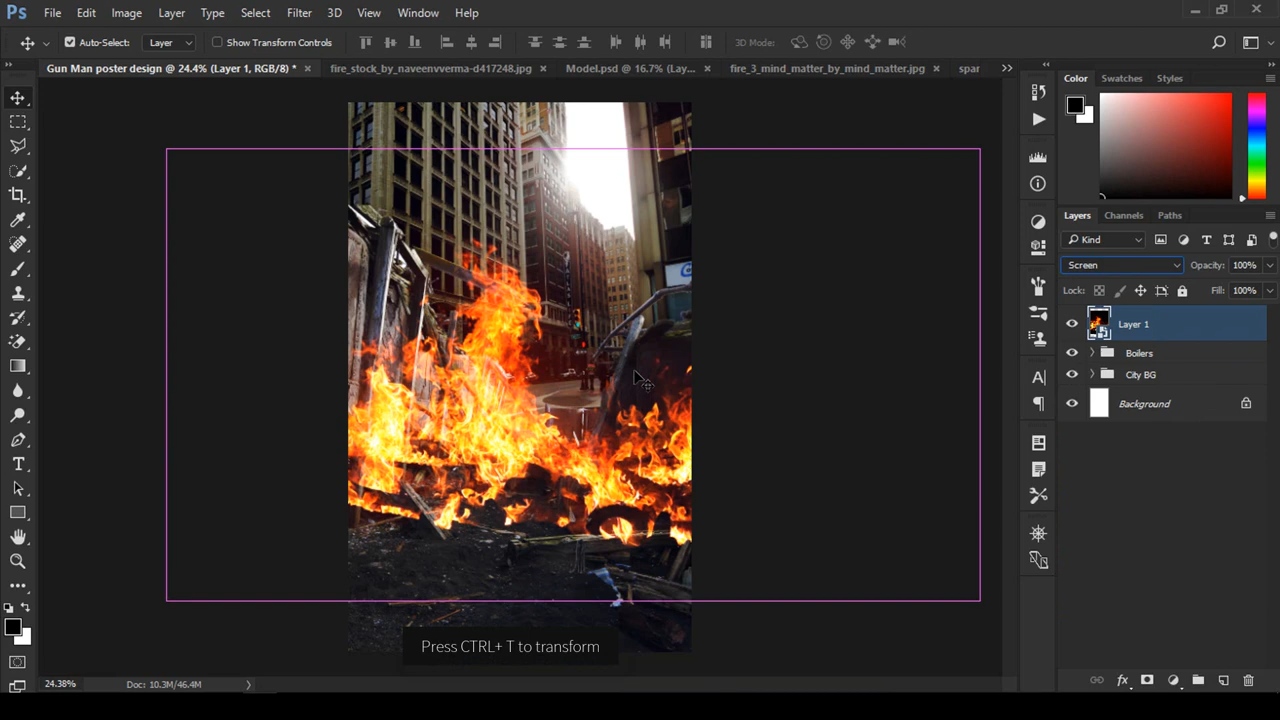 Ps File Edit Image Layer Type Select Filter 3D View Window Help
Auto-Select: Layer Show Transform Controls 3D Mode:
Gun Man poster design @ 24.4% (Layer 1, RGB/8) * × fire_stock_by_naveenvverma-d417248.jpg × Model.psd @ 16.7% (Lay... × fire_3_mind_matter_by_mind_matter.jpg × spar
Color Swatches Styles
Layers Channels Paths
Kind
Screen Opacity: 100%
Lock: Fill: 100%
Layer 1
Boilers
City BG
Background
Press CTRL+ T to transform
24.38% Doc: 10.3M/46.4M